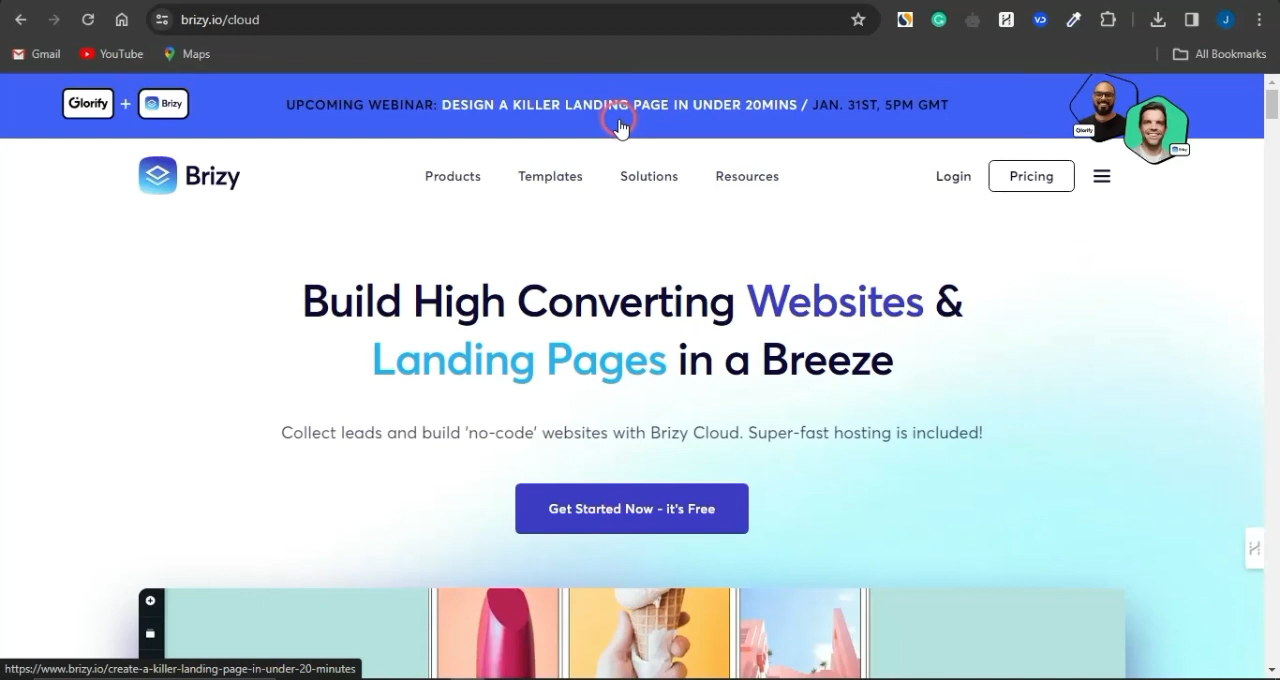 brizy.io/cloud
J
Gmail
YouTube
Maps
All Bookmarks
Glorify + Brizy
UPCOMING WEBINAR: DESIGN A KILLER LANDING PAGE IN UNDER 20MINS / JAN. 31ST, 5PM GMT
Glorify
Brizy
Brizy
Products
Templates
Solutions
Resources
Login
Pricing
Build High Converting Websites &
Landing Pages in a Breeze
Collect leads and build 'no-code' websites with Brizy Cloud. Super-fast hosting is included!
Get Started Now - it's Free
https://www.brizy.io/create-a-killer-landing-page-in-under-20-minutes